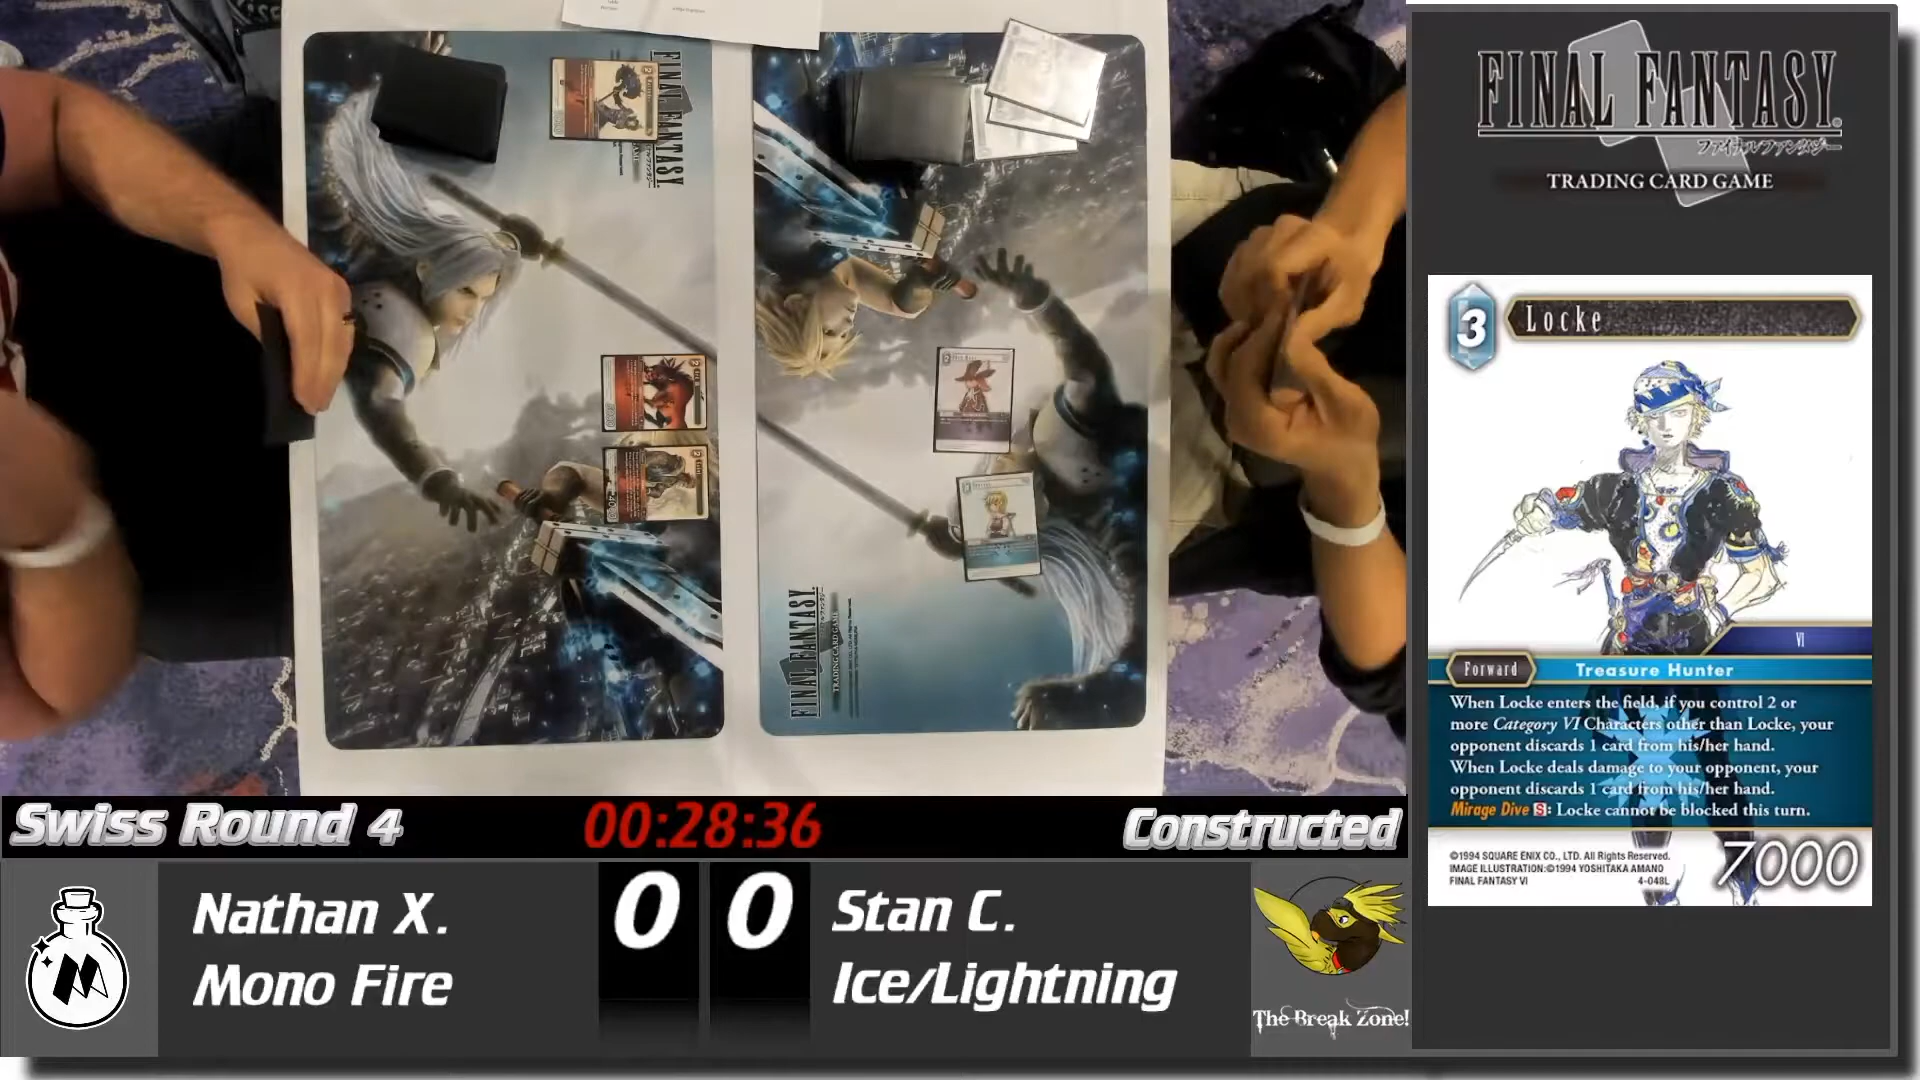 FINAL FANTASY
FINAL FANTASY
FINAL FANTASY
ファイナルファンタジー
TRADING CARD GAME
3
Locke
VI
Forward
Treasure Hunter
When Locke enters the field, if you control 2 or
more Category VI Characters other than Locke, your
opponent discards 1 card from his/her hand.
When Locke deals damage to your opponent, your
opponent discards 1 card from his/her hand.
Mirage Dive S: Locke cannot be blocked this turn.
©1994 SQUARE ENIX CO., LTD. All Rights Reserved.
IMAGE ILLUSTRATION:©1994 YOSHITAKA AMANO
FINAL FANTASY VI
4-048L
7000
Swiss Round 4
00:28:36
Constructed
Nathan X.
Mono Fire
0
0
Stan C.
Ice/Lightning
M
The Break Zone!